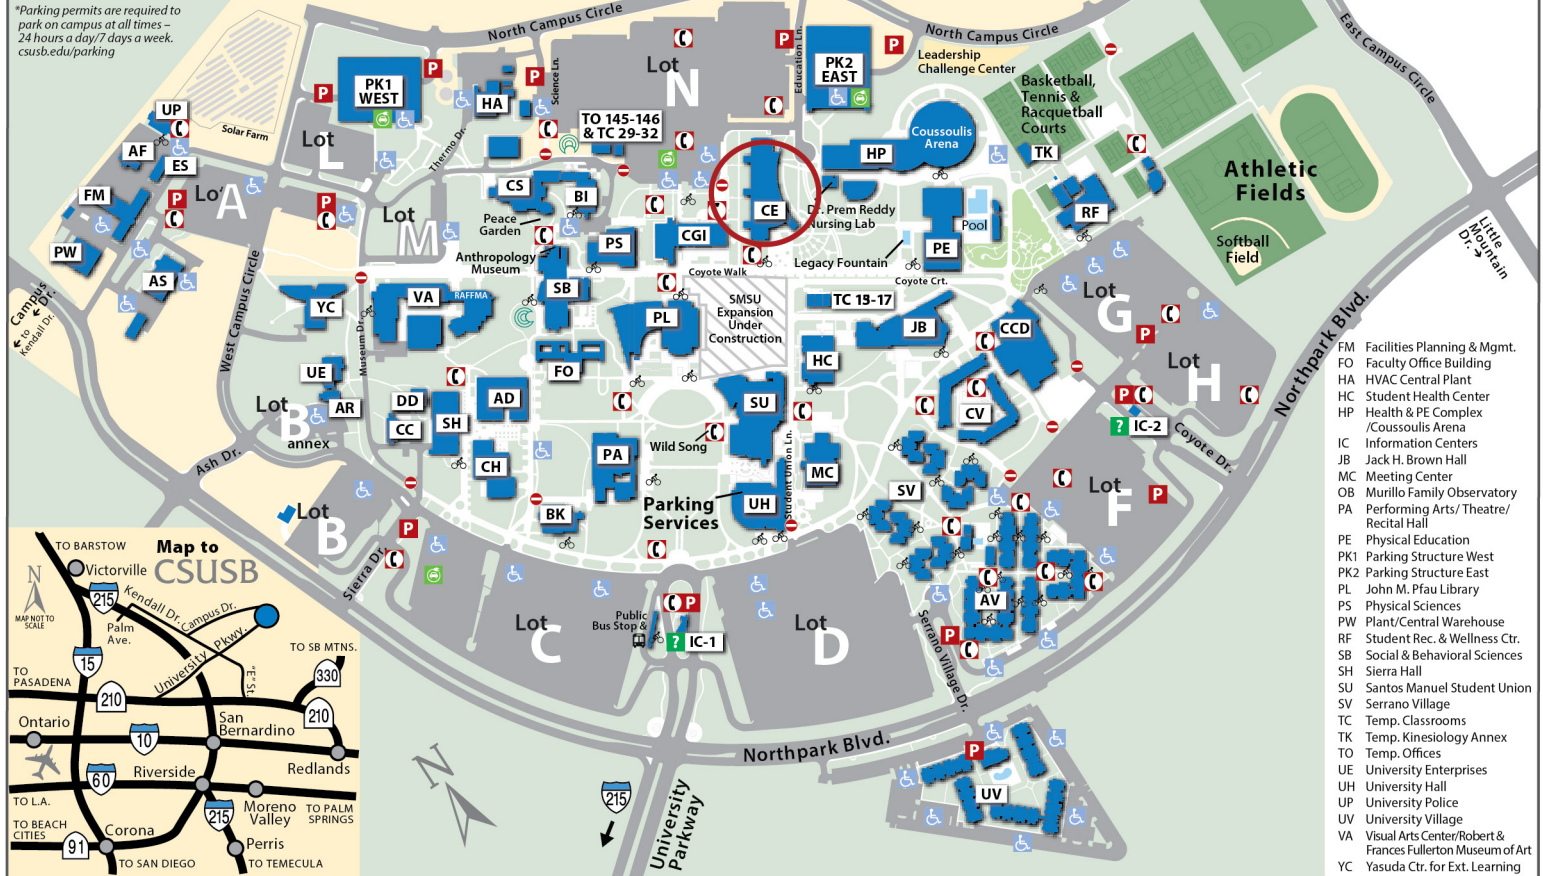 *Parking permits are required to
park on campus at all times –
24 hours a day/7 days a week.
csusb.edu/parking
North Campus Circle
North Campus Circle
East Campus Circle
Solar Farm
Science Ln.
Education Ln.
Thermo Dr.
Leadership
Challenge Center
Basketball,
Tennis &
Racquetball
Courts
Lot
N
Lot
L
PK1
WEST
PK2
EAST
HA
TO 145-146
& TC 29-32
Coussoulis
Arena
HP
TK
UP
AF
ES
FM
Lot
A
PW
AS
Lot
M
CS
BI
Peace
Garden
PS
CGI
CE
Dr. Prem Reddy
Nursing Lab
Legacy Fountain
PE
Pool
RF
Athletic
Fields
Softball
Field
Little
Mountain
Dr.
Anthropology
Museum
Coyote Walk
Coyote Crt.
West Campus Circle
Campus
Dr.
to
Kendall Dr.
YC
VA
RAFFMA
Museum Dr.
SB
PL
SMSU
Expansion
Under
Construction
TC 13-17
JB
CCD
HC
Lot
G
Lot
H
Northpark Blvd.
UE
AR
FO
AD
DD
CC
SH
CH
Lot
B
annex
Ash Dr.
SU
CV
IC-2
?
Coyote Dr.
Wild Song
PA
Student Union Ln.
MC
Parking
Services
UH
BK
SV
Lot
F
Lot
B
Sierra Dr.
Lot
C
Public
Bus Stop &
?
IC-1
Lot
D
AV
Serrano Village Dr.
Northpark Blvd.
UV
N
215
University
Parkway
Map to
CSUSB
TO BARSTOW
Victorville
N
MAP NOT TO
SCALE
215
Kendall Dr.
Campus Dr.
Palm
Ave.
University Pkwy.
"E" St.
15
TO SB MTNS.
330
TO
PASADENA
210
210
Ontario
San
Bernardino
10
Redlands
Riverside
60
TO L.A.
Moreno
Valley
TO PALM
SPRINGS
215
TO BEACH
CITIES
91
Corona
Perris
TO SAN DIEGO
TO TEMECULA
FM Facilities Planning & Mgmt.
FO Faculty Office Building
HA HVAC Central Plant
HC Student Health Center
HP Health & PE Complex
/Coussoulis Arena
IC Information Centers
JB Jack H. Brown Hall
MC Meeting Center
OB Murillo Family Observatory
PA Performing Arts/ Theatre/
Recital Hall
PE Physical Education
PK1 Parking Structure West
PK2 Parking Structure East
PL John M. Pfau Library
PS Physical Sciences
PW Plant/Central Warehouse
RF Student Rec. & Wellness Ctr.
SB Social & Behavioral Sciences
SH Sierra Hall
SU Santos Manuel Student Union
SV Serrano Village
TC Temp. Classrooms
TK Temp. Kinesiology Annex
TO Temp. Offices
UE University Enterprises
UH University Hall
UP University Police
UV University Village
VA Visual Arts Center/Robert &
Frances Fullerton Museum of Art
YC Yasuda Ctr. for Ext. Learning